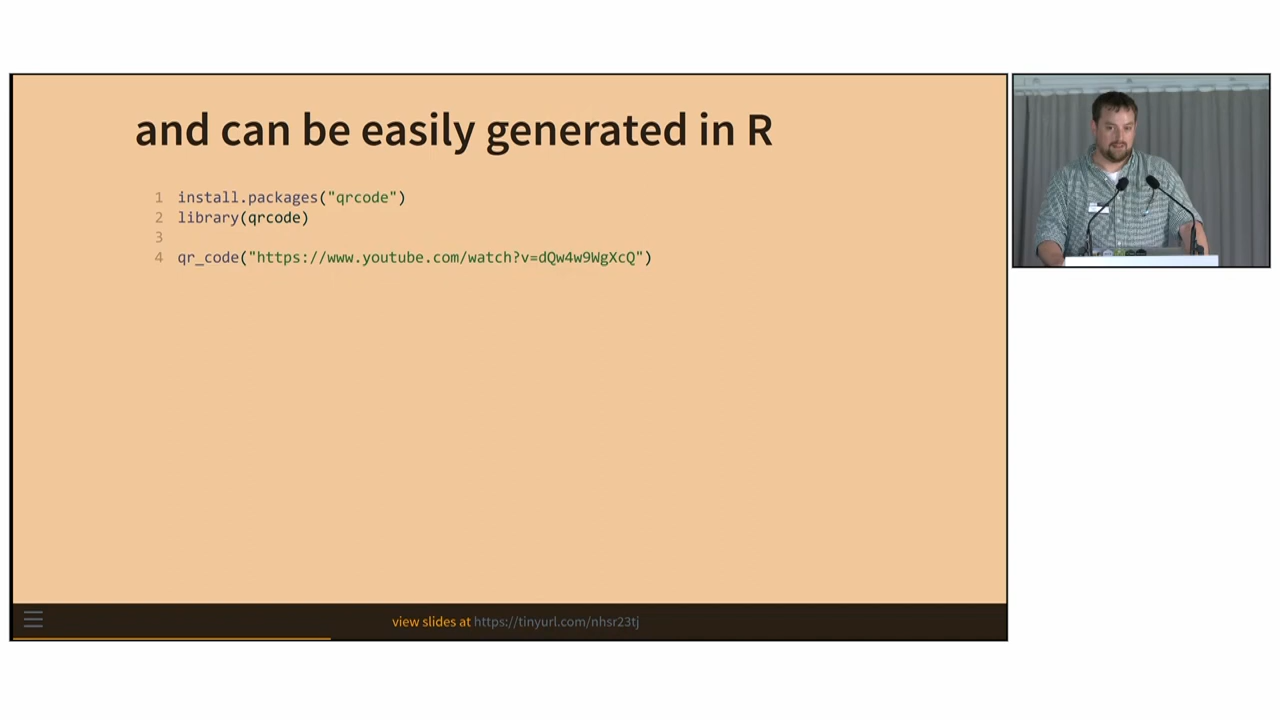 and can be easily generated in R
1 install.packages("qrcode")
2 library(qrcode)
3
4 qr_code("https://www.youtube.com/watch?v=dQw4w9WgXcQ")
view slides at https://tinyurl.com/nhsr23tj